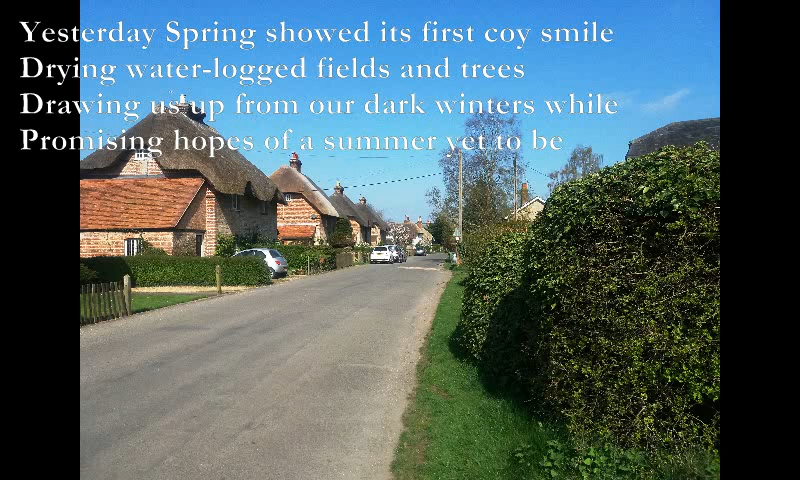 Yesterday Spring showed its first coy smile
Drying water-logged fields and trees
Drawing us up from our dark winters while
Promising hopes of a summer yet to be